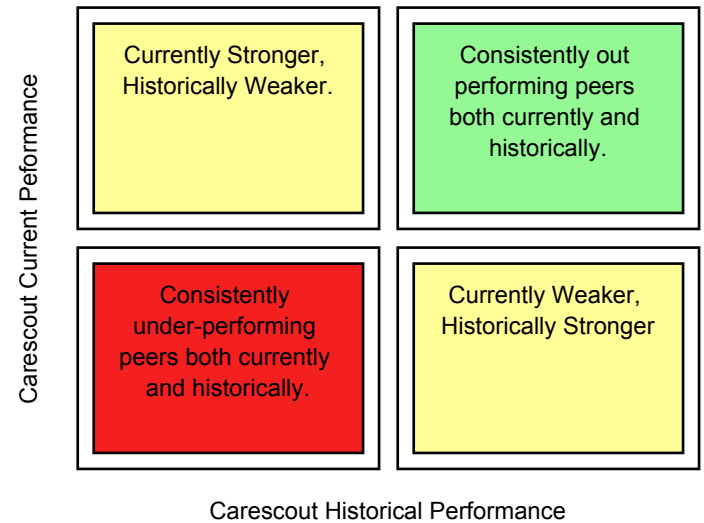 Carescout Current Peformance
Currently Stronger,
Historically Weaker.
Consistently out
performing peers
both currently and
historically.
Consistently
under-performing
peers both currently
and historically.
Currently Weaker,
Historically Stronger
Carescout Historical Performance